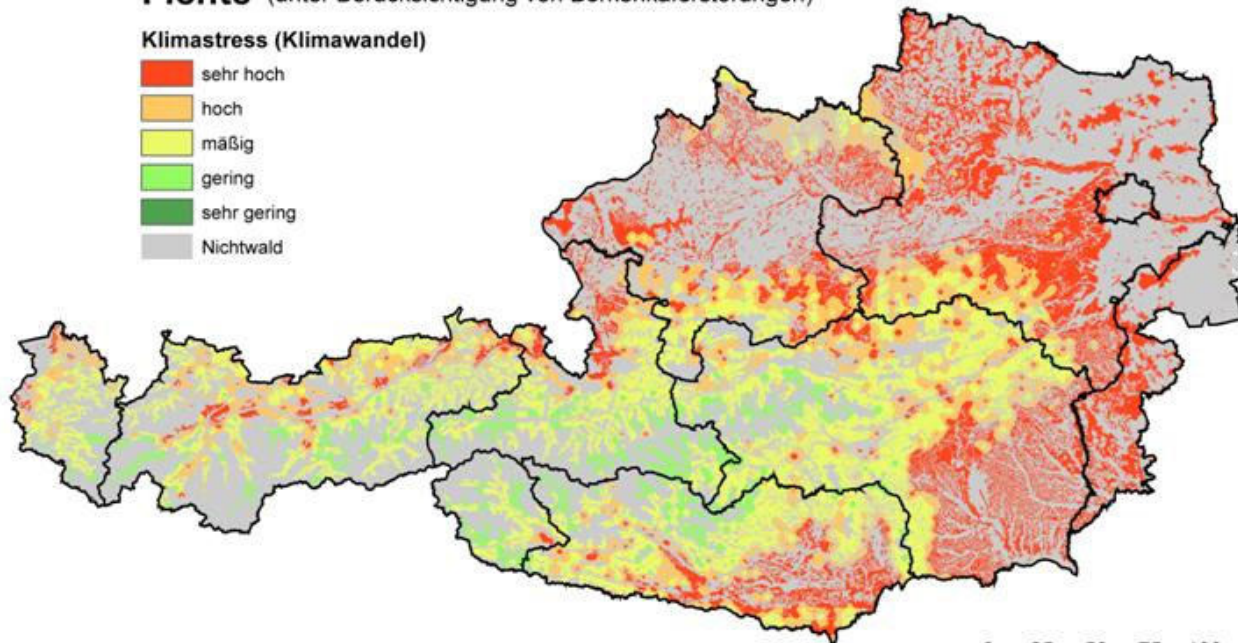 Klimastress (Klimawandel)
sehr hoch
hoch
mäßig
gering
sehr gering
Nichtwald